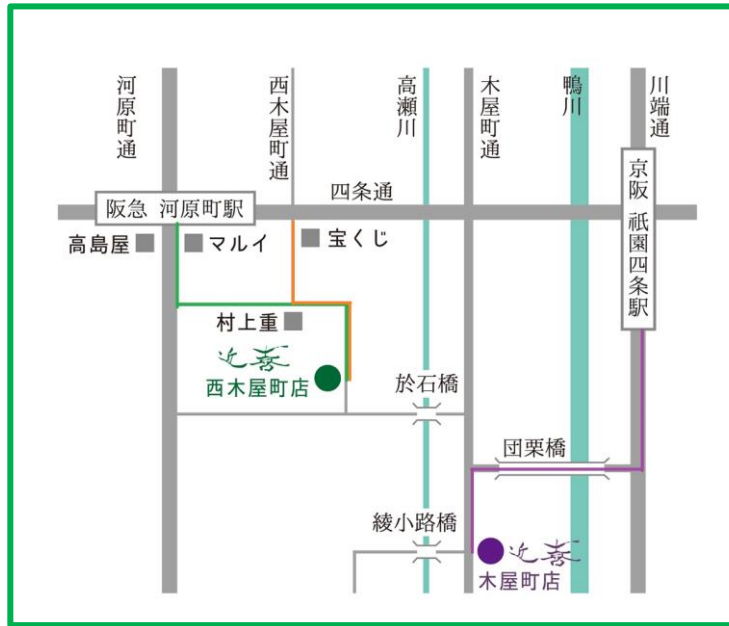 河原町通
西木屋町通
高瀬川
木屋町通
鴨川
川端通
四条通
阪急 河原町駅
京阪 祇園四条駅
高島屋
マルイ
宝くじ
村上重
近喜
西木屋町店
於石橋
団栗橋
綾小路橋
近喜
木屋町店